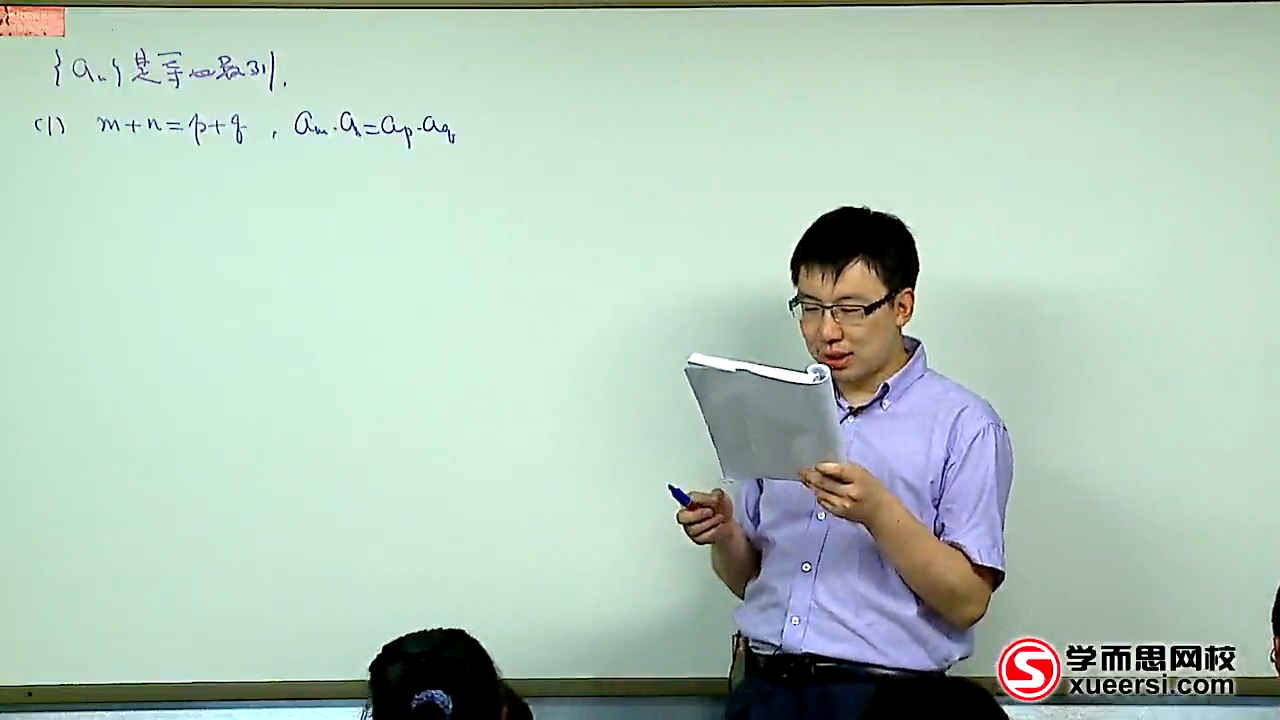 {aₙ}是等比数列.
(1) m+n=p+q , aₘ·aₙ=aₚ·a_q
学而思网校
xueersi.com